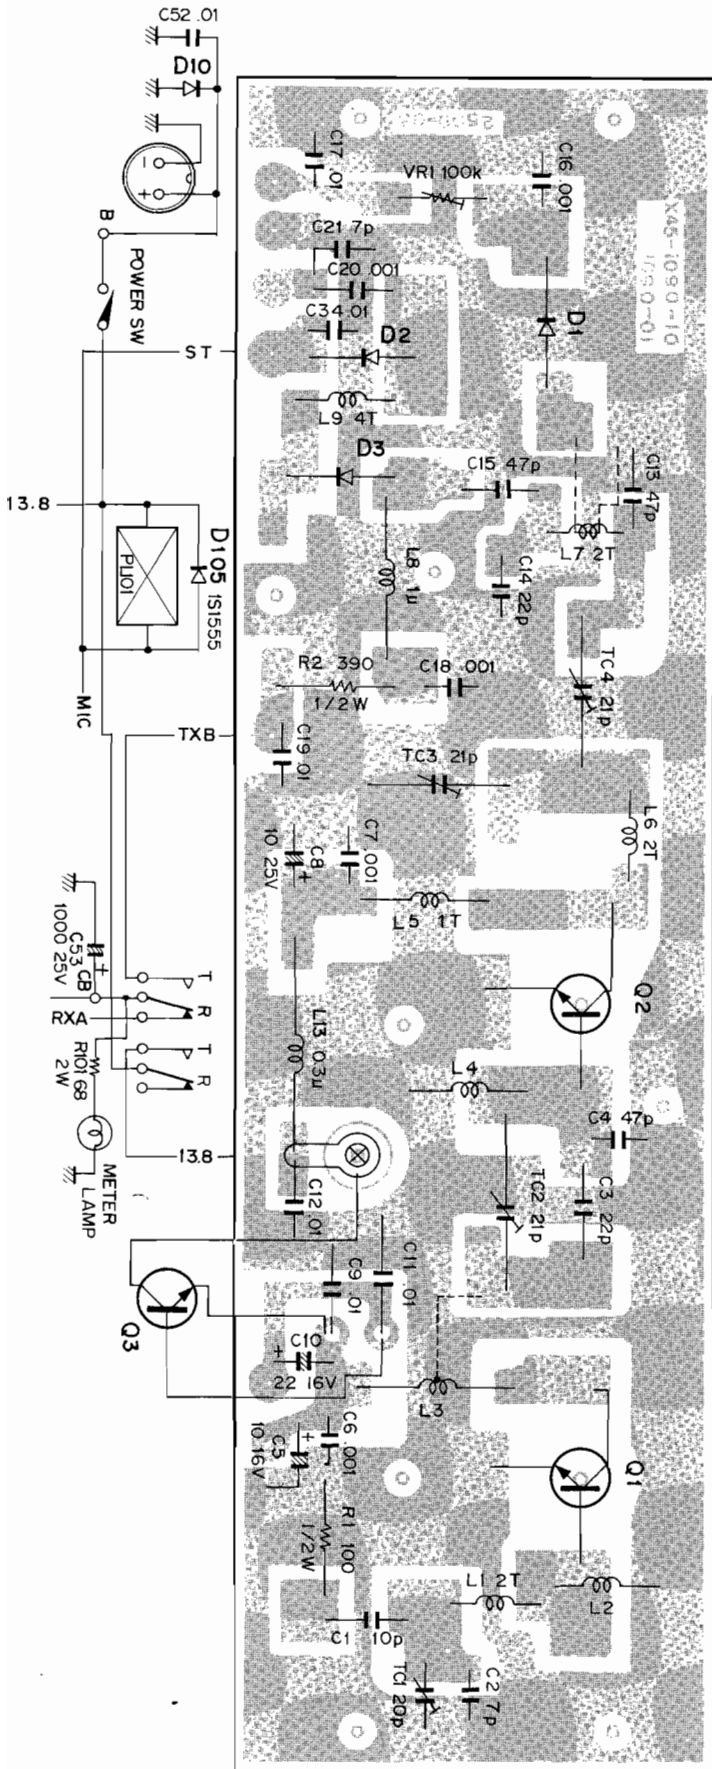 C52 .01
D10
C17 .01
VR1 100k
C16 .001
-
+
C21 7p
B
C20 .001
POWER SW
C34 .01
D1
D2
ST
L9 4T
D3
C15 47p
C13 47p
13.8
D105 1S1555
PL101
L7 2T
L8 1µ
C14 22p
R2 390
1/2W
C18 .001
TC4 21p
MIC
TXB
C19 .01
TC3 21p
L6 2T
C8
10 25V
+
C7 .001
L5 1T
C53
1000 25V
+
CB
T
R
RXA
T
R
R101 68
2W
Q2
L13 0.3µ
L4
C4 47p
METER
LAMP
13.8
TC2 21p
C3 22p
C12 .01
C11 .01
C9 .01
Q3
+
C10
22 16V
L3
C5
10 16V
+
C6 .001
Q1
R1 100
1/2W
L1 2T
L2
C1 10p
TC1 20p
C2 7p